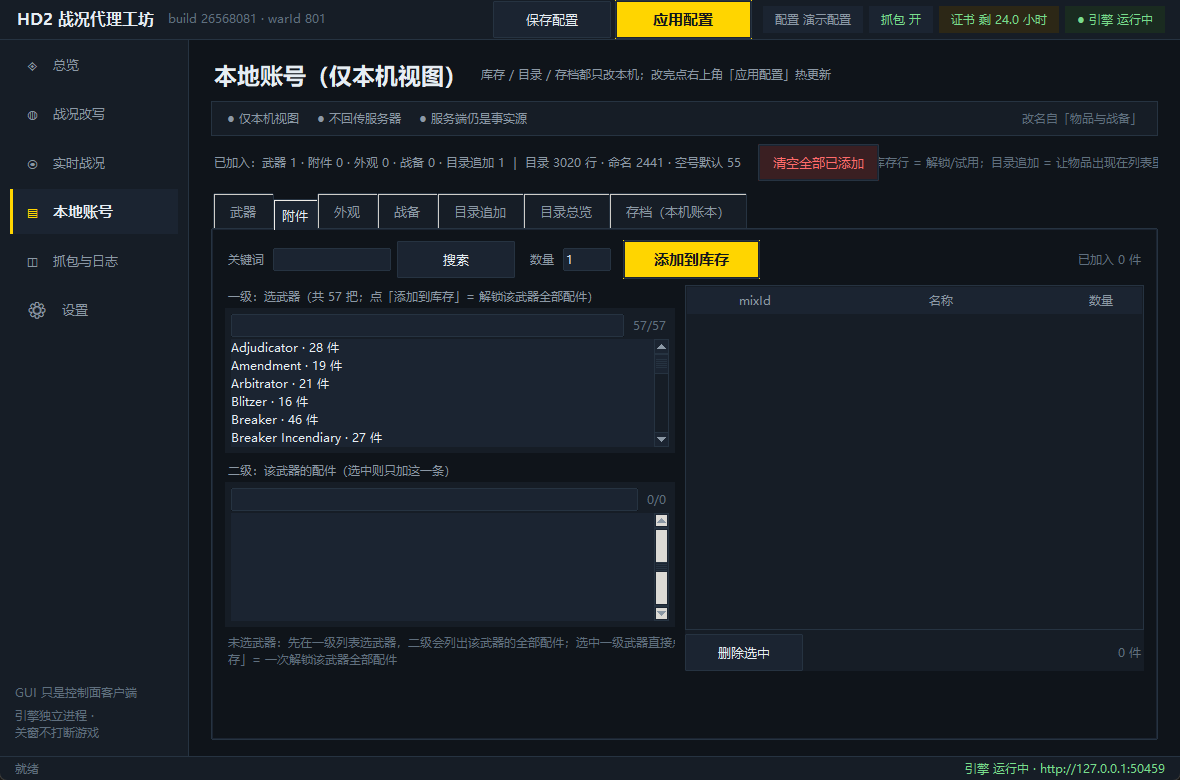 HD2 战况代理工坊 build 26568081 · warId 801 保存配置 应用配置 配置 演示配置 抓包 开 证书 剩 24.0 小时 ● 引擎 运行中
总览
战况改写
实时战况
本地账号
抓包与日志
设置
GUI 只是控制面客户端
引擎独立进程 ·
关窗不打断游戏
本地账号（仅本机视图） 库存 / 目录 / 存档都只改本机；改完点右上角「应用配置」热更新
● 仅本机视图 ● 不回传服务器 ● 服务端仍是事实源 改名自「物品与战备」
已加入：武器 1 · 附件 0 · 外观 0 · 战备 0 · 目录追加 1 | 目录 3020 行 · 命名 2441 · 空号默认 55 清空全部已添加 库存行 = 解锁/试用；目录追加 = 让物品出现在列表
武器 附件 外观 战备 目录追加 目录总览 存档（本机账本）
关键词 搜索 数量 1 添加到库存 已加入 0 件
一级：选武器（共 57 把；点「添加到库存」= 解锁该武器全部配件）
57/57
Adjudicator · 28 件
Amendment · 19 件
Arbitrator · 21 件
Blitzer · 16 件
Breaker · 46 件
Breaker Incendiary · 27 件
二级：该武器的配件（选中则只加这一条）
0/0
未选武器：先在一级列表选武器，二级会列出该武器的全部配件；选中一级武器直接
存」= 一次解锁该武器全部配件
mixId 名称 数量
删除选中 0 件
就绪 引擎 运行中 · http://127.0.0.1:50459